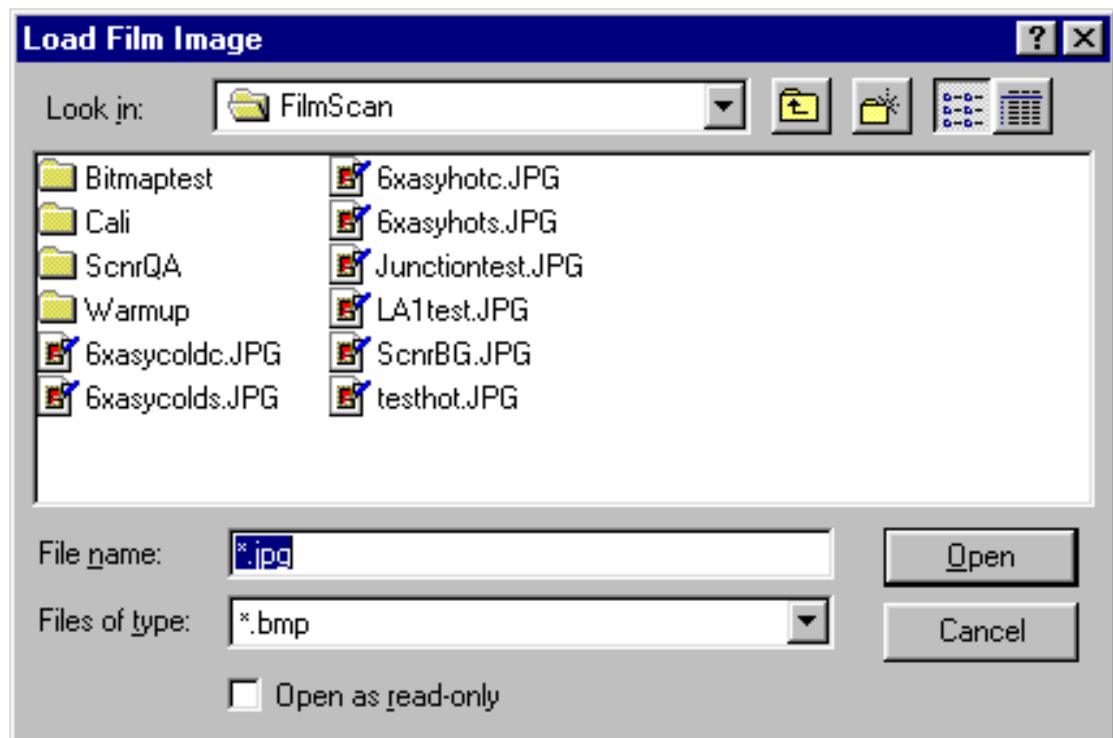 Load Film Image
Look in: FilmScan
Bitmaptest
Cali
ScnrQA
Warmup
6xasycoldc.JPG
6xasycolds.JPG
6xasyhotc.JPG
6xasyhots.JPG
Junctiontest.JPG
LA1test.JPG
ScnrBG.JPG
testhot.JPG
File name: *.jpg
Open
Files of type: *.bmp
Cancel
Open as read-only